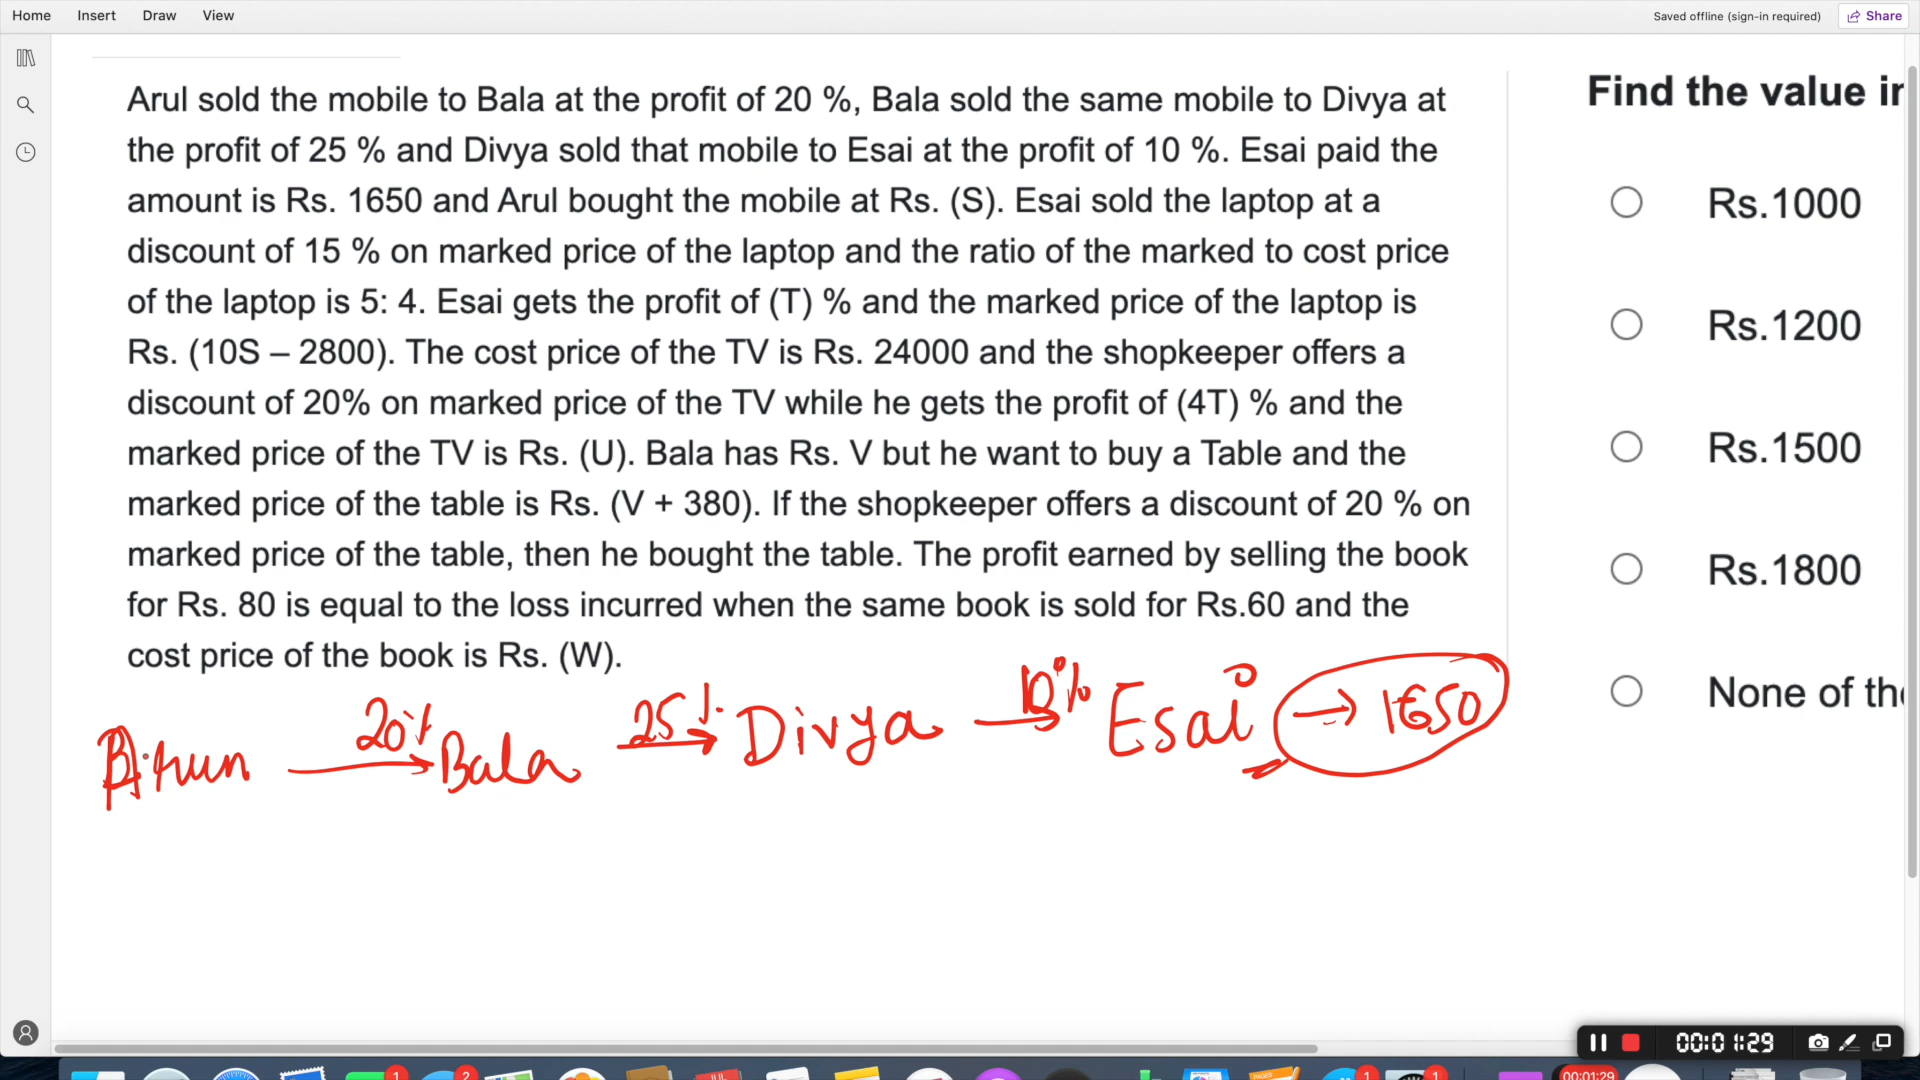 Home Insert Draw View Saved offline (sign-in required) Share
Arul sold the mobile to Bala at the profit of 20 %, Bala sold the same mobile to Divya at
the profit of 25 % and Divya sold that mobile to Esai at the profit of 10 %. Esai paid the
amount is Rs. 1650 and Arul bought the mobile at Rs. (S). Esai sold the laptop at a
discount of 15 % on marked price of the laptop and the ratio of the marked to cost price
of the laptop is 5: 4. Esai gets the profit of (T) % and the marked price of the laptop is
Rs. (10S – 2800). The cost price of the TV is Rs. 24000 and the shopkeeper offers a
discount of 20% on marked price of the TV while he gets the profit of (4T) % and the
marked price of the TV is Rs. (U). Bala has Rs. V but he want to buy a Table and the
marked price of the table is Rs. (V + 380). If the shopkeeper offers a discount of 20 % on
marked price of the table, then he bought the table. The profit earned by selling the book
for Rs. 80 is equal to the loss incurred when the same book is sold for Rs.60 and the
cost price of the book is Rs. (W).
Find the value in
Rs.1000
Rs.1200
Rs.1500
Rs.1800
None of the
20% 25% 10%
Bala Divya Esai → 1650
00:01:29
1 2 JUL PAGES 1 1 00:01:29